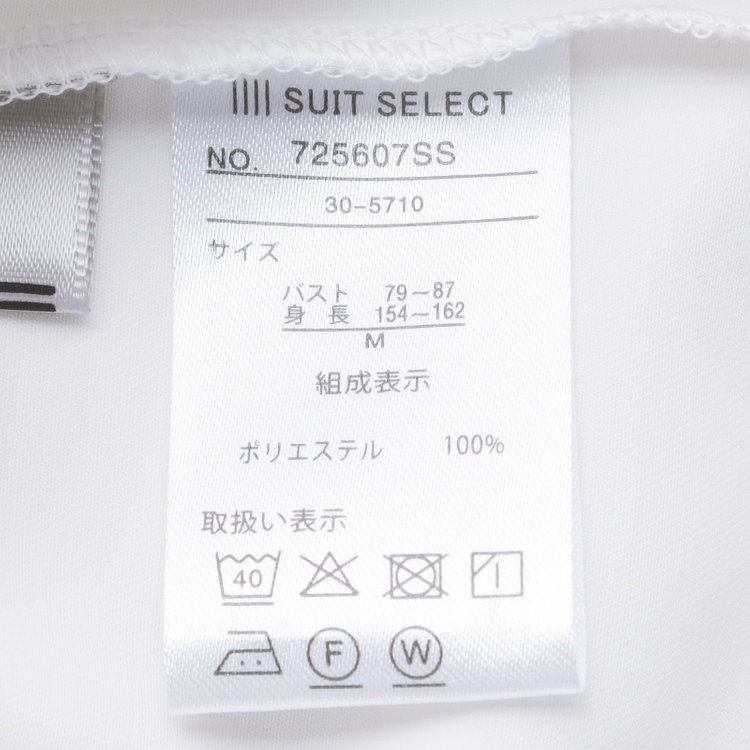 SUIT SELECT
NO. 725607SS
30-5710
サイズ
バスト 79～87
身長 154～162
M
組成表示
ポリエステル 100%
取扱い表示
40
F W